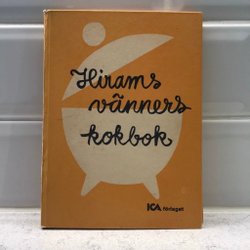 Hirams
vänners
kokbok
ICA förlaget